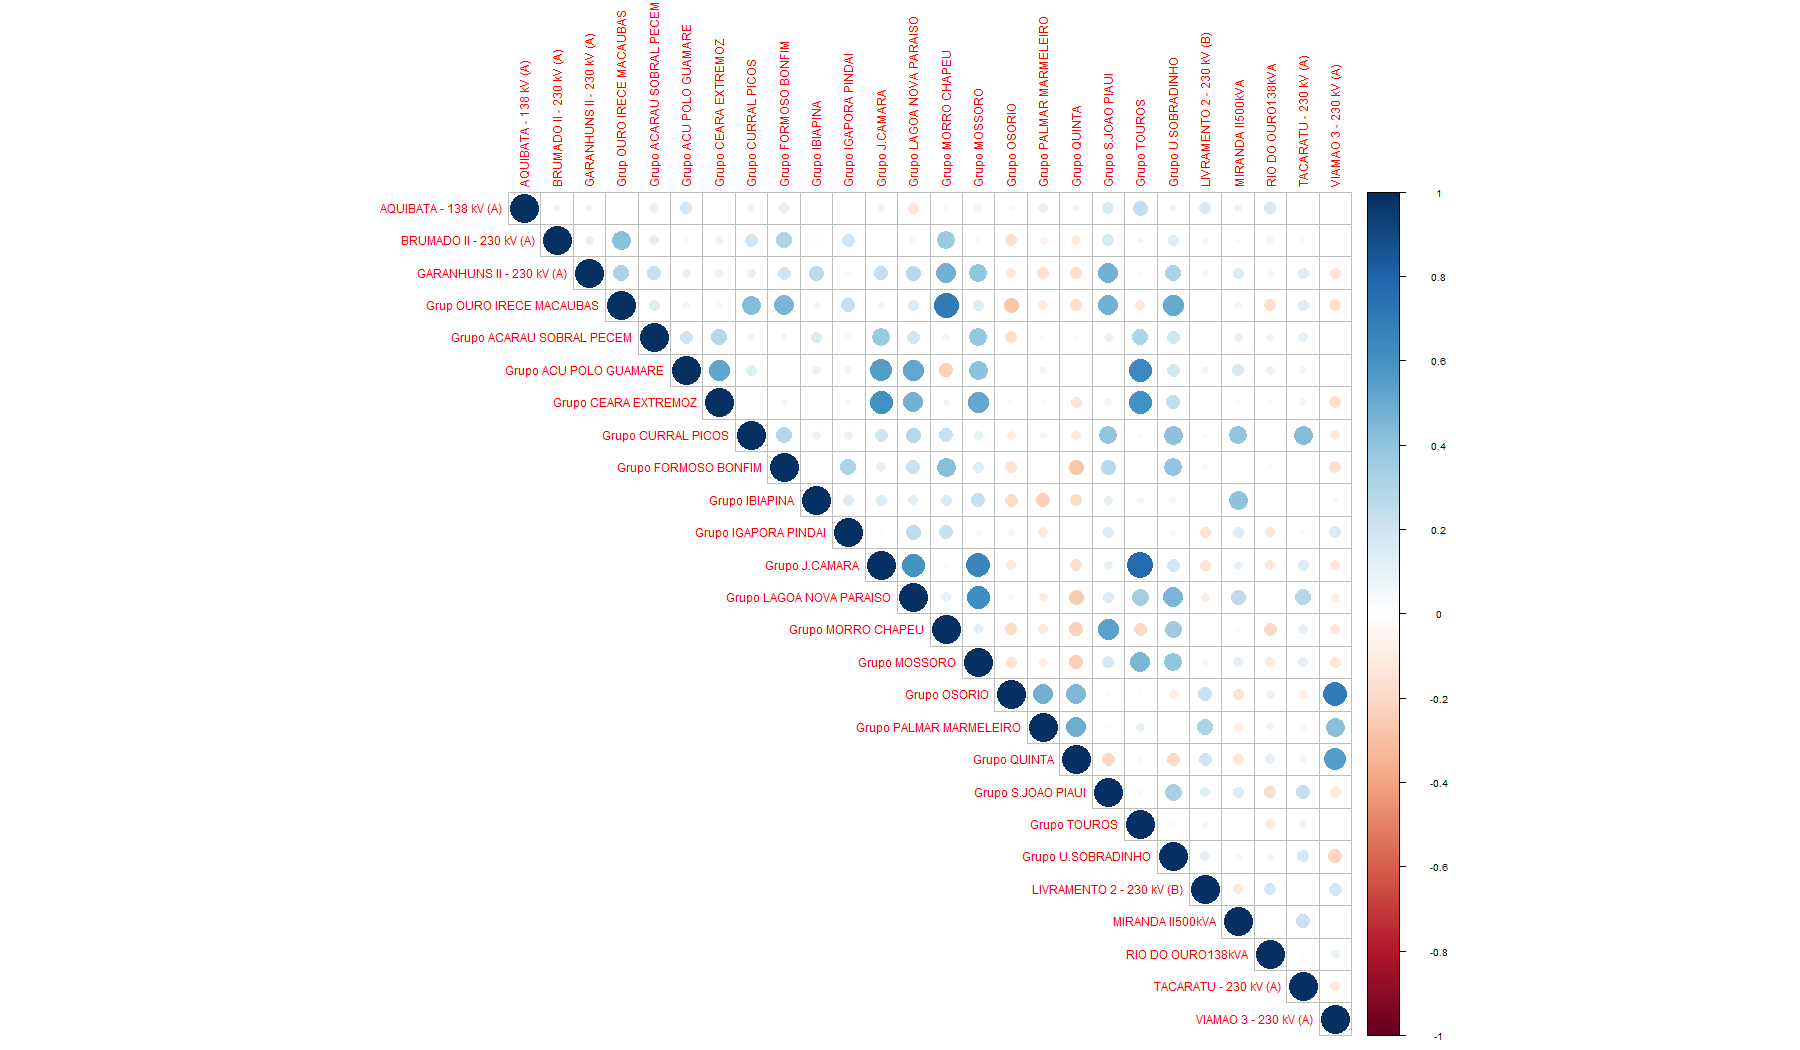 AQUIBATA - 138 kV (A)
BRUMADO II - 230 kV (A)
GARANHUNS II - 230 kV (A)
Grup OURO IRECE MACAUBAS
Grupo ACARAU SOBRAL PECEM
Grupo ACU POLO GUAMARE
Grupo CEARA EXTREMOZ
Grupo CURRAL PICOS
Grupo FORMOSO BONFIM
Grupo IBIAPINA
Grupo IGAPORA PINDAI
Grupo J.CAMARA
Grupo LAGOA NOVA PARAISO
Grupo MORRO CHAPEU
Grupo MOSSORO
Grupo OSORIO
Grupo PALMAR MARMELEIRO
Grupo QUINTA
Grupo S.JOAO PIAUI
Grupo TOUROS
Grupo U.SOBRADINHO
LIVRAMENTO 2 - 230 kV (B)
MIRANDA II500kVA
RIO DO OURO138kVA
TACARATU - 230 kV (A)
VIAMAO 3 - 230 kV (A)
AQUIBATA - 138 kV (A)
BRUMADO II - 230 kV (A)
GARANHUNS II - 230 kV (A)
Grup OURO IRECE MACAUBAS
Grupo ACARAU SOBRAL PECEM
Grupo ACU POLO GUAMARE
Grupo CEARA EXTREMOZ
Grupo CURRAL PICOS
Grupo FORMOSO BONFIM
Grupo IBIAPINA
Grupo IGAPORA PINDAI
Grupo J.CAMARA
Grupo LAGOA NOVA PARAISO
Grupo MORRO CHAPEU
Grupo MOSSORO
Grupo OSORIO
Grupo PALMAR MARMELEIRO
Grupo QUINTA
Grupo S.JOAO PIAUI
Grupo TOUROS
Grupo U.SOBRADINHO
LIVRAMENTO 2 - 230 kV (B)
MIRANDA II500kVA
RIO DO OURO138kVA
TACARATU - 230 kV (A)
VIAMAO 3 - 230 kV (A)
1
0.8
0.6
0.4
0.2
0
-0.2
-0.4
-0.6
-0.8
-1